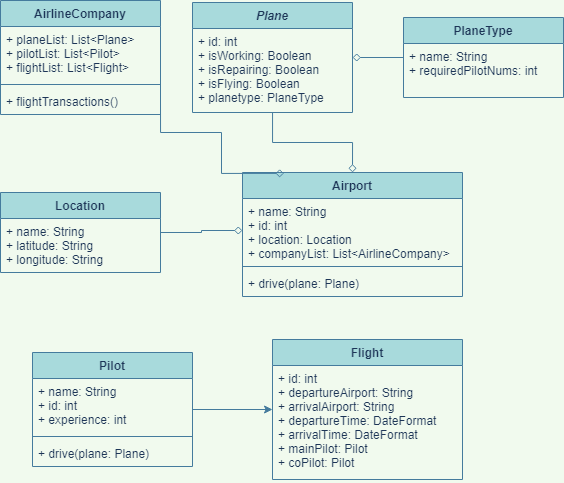 AirlineCompany
+ planeList: List<Plane>
+ pilotList: List<Pilot>
+ flightList: List<Flight>
+ flightTransactions()
Plane
+ id: int
+ isWorking: Boolean
+ isRepairing: Boolean
+ isFlying: Boolean
+ planetype: PlaneType
PlaneType
+ name: String
+ requiredPilotNums: int
Location
+ name: String
+ latitude: String
+ longitude: String
Airport
+ name: String
+ id: int
+ location: Location
+ companyList: List<AirlineCompany>
+ drive(plane: Plane)
Pilot
+ name: String
+ id: int
+ experience: int
+ drive(plane: Plane)
Flight
+ id: int
+ departureAirport: String
+ arrivalAirport: String
+ departureTime: DateFormat
+ arrivalTime: DateFormat
+ mainPilot: Pilot
+ coPilot: Pilot